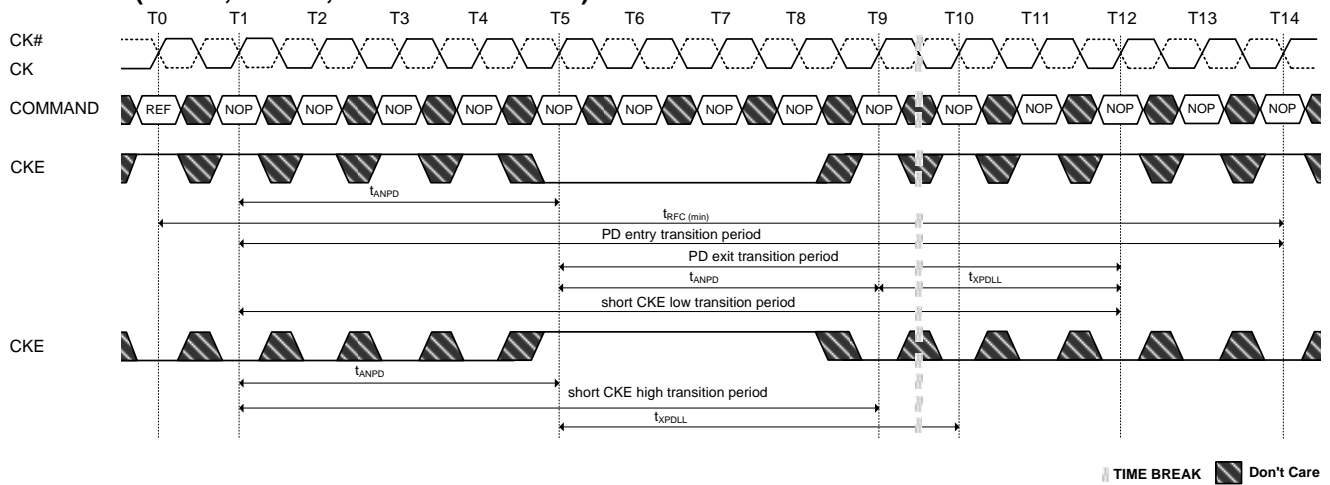 T0 T1 T2 T3 T4 T5 T6 T7 T8 T9 T10 T11 T12 T13 T14
CK#
CK
COMMAND REF NOP NOP NOP NOP NOP NOP NOP NOP NOP NOP NOP NOP NOP NOP
CKE
tANPD
tRFC (min)
PD entry transition period
PD exit transition period
tANPD tXPDLL
short CKE low transition period
CKE
tANPD
short CKE high transition period
tXPDLL
TIME BREAK Don't Care